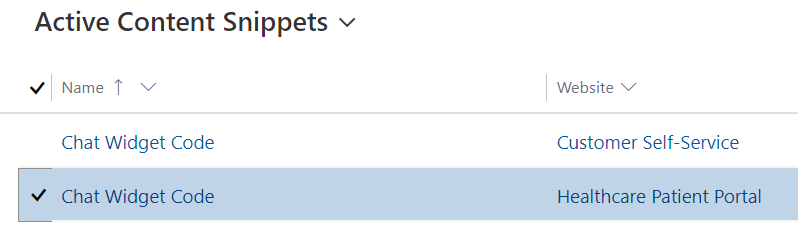 Active Content Snippets
Name Website
Chat Widget Code Customer Self-Service
Chat Widget Code Healthcare Patient Portal